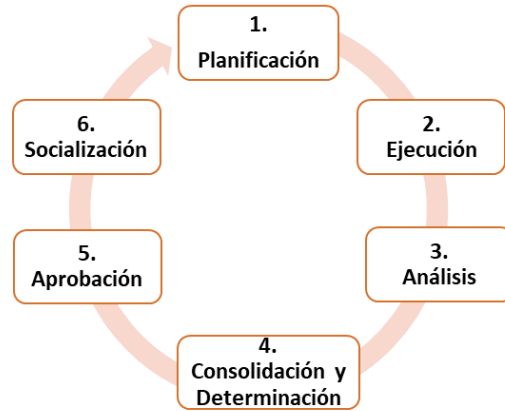 1.
Planificación
2.
Ejecución
3.
Análisis
4.
Consolidación y
Determinación
5.
Aprobación
6.
Socialización